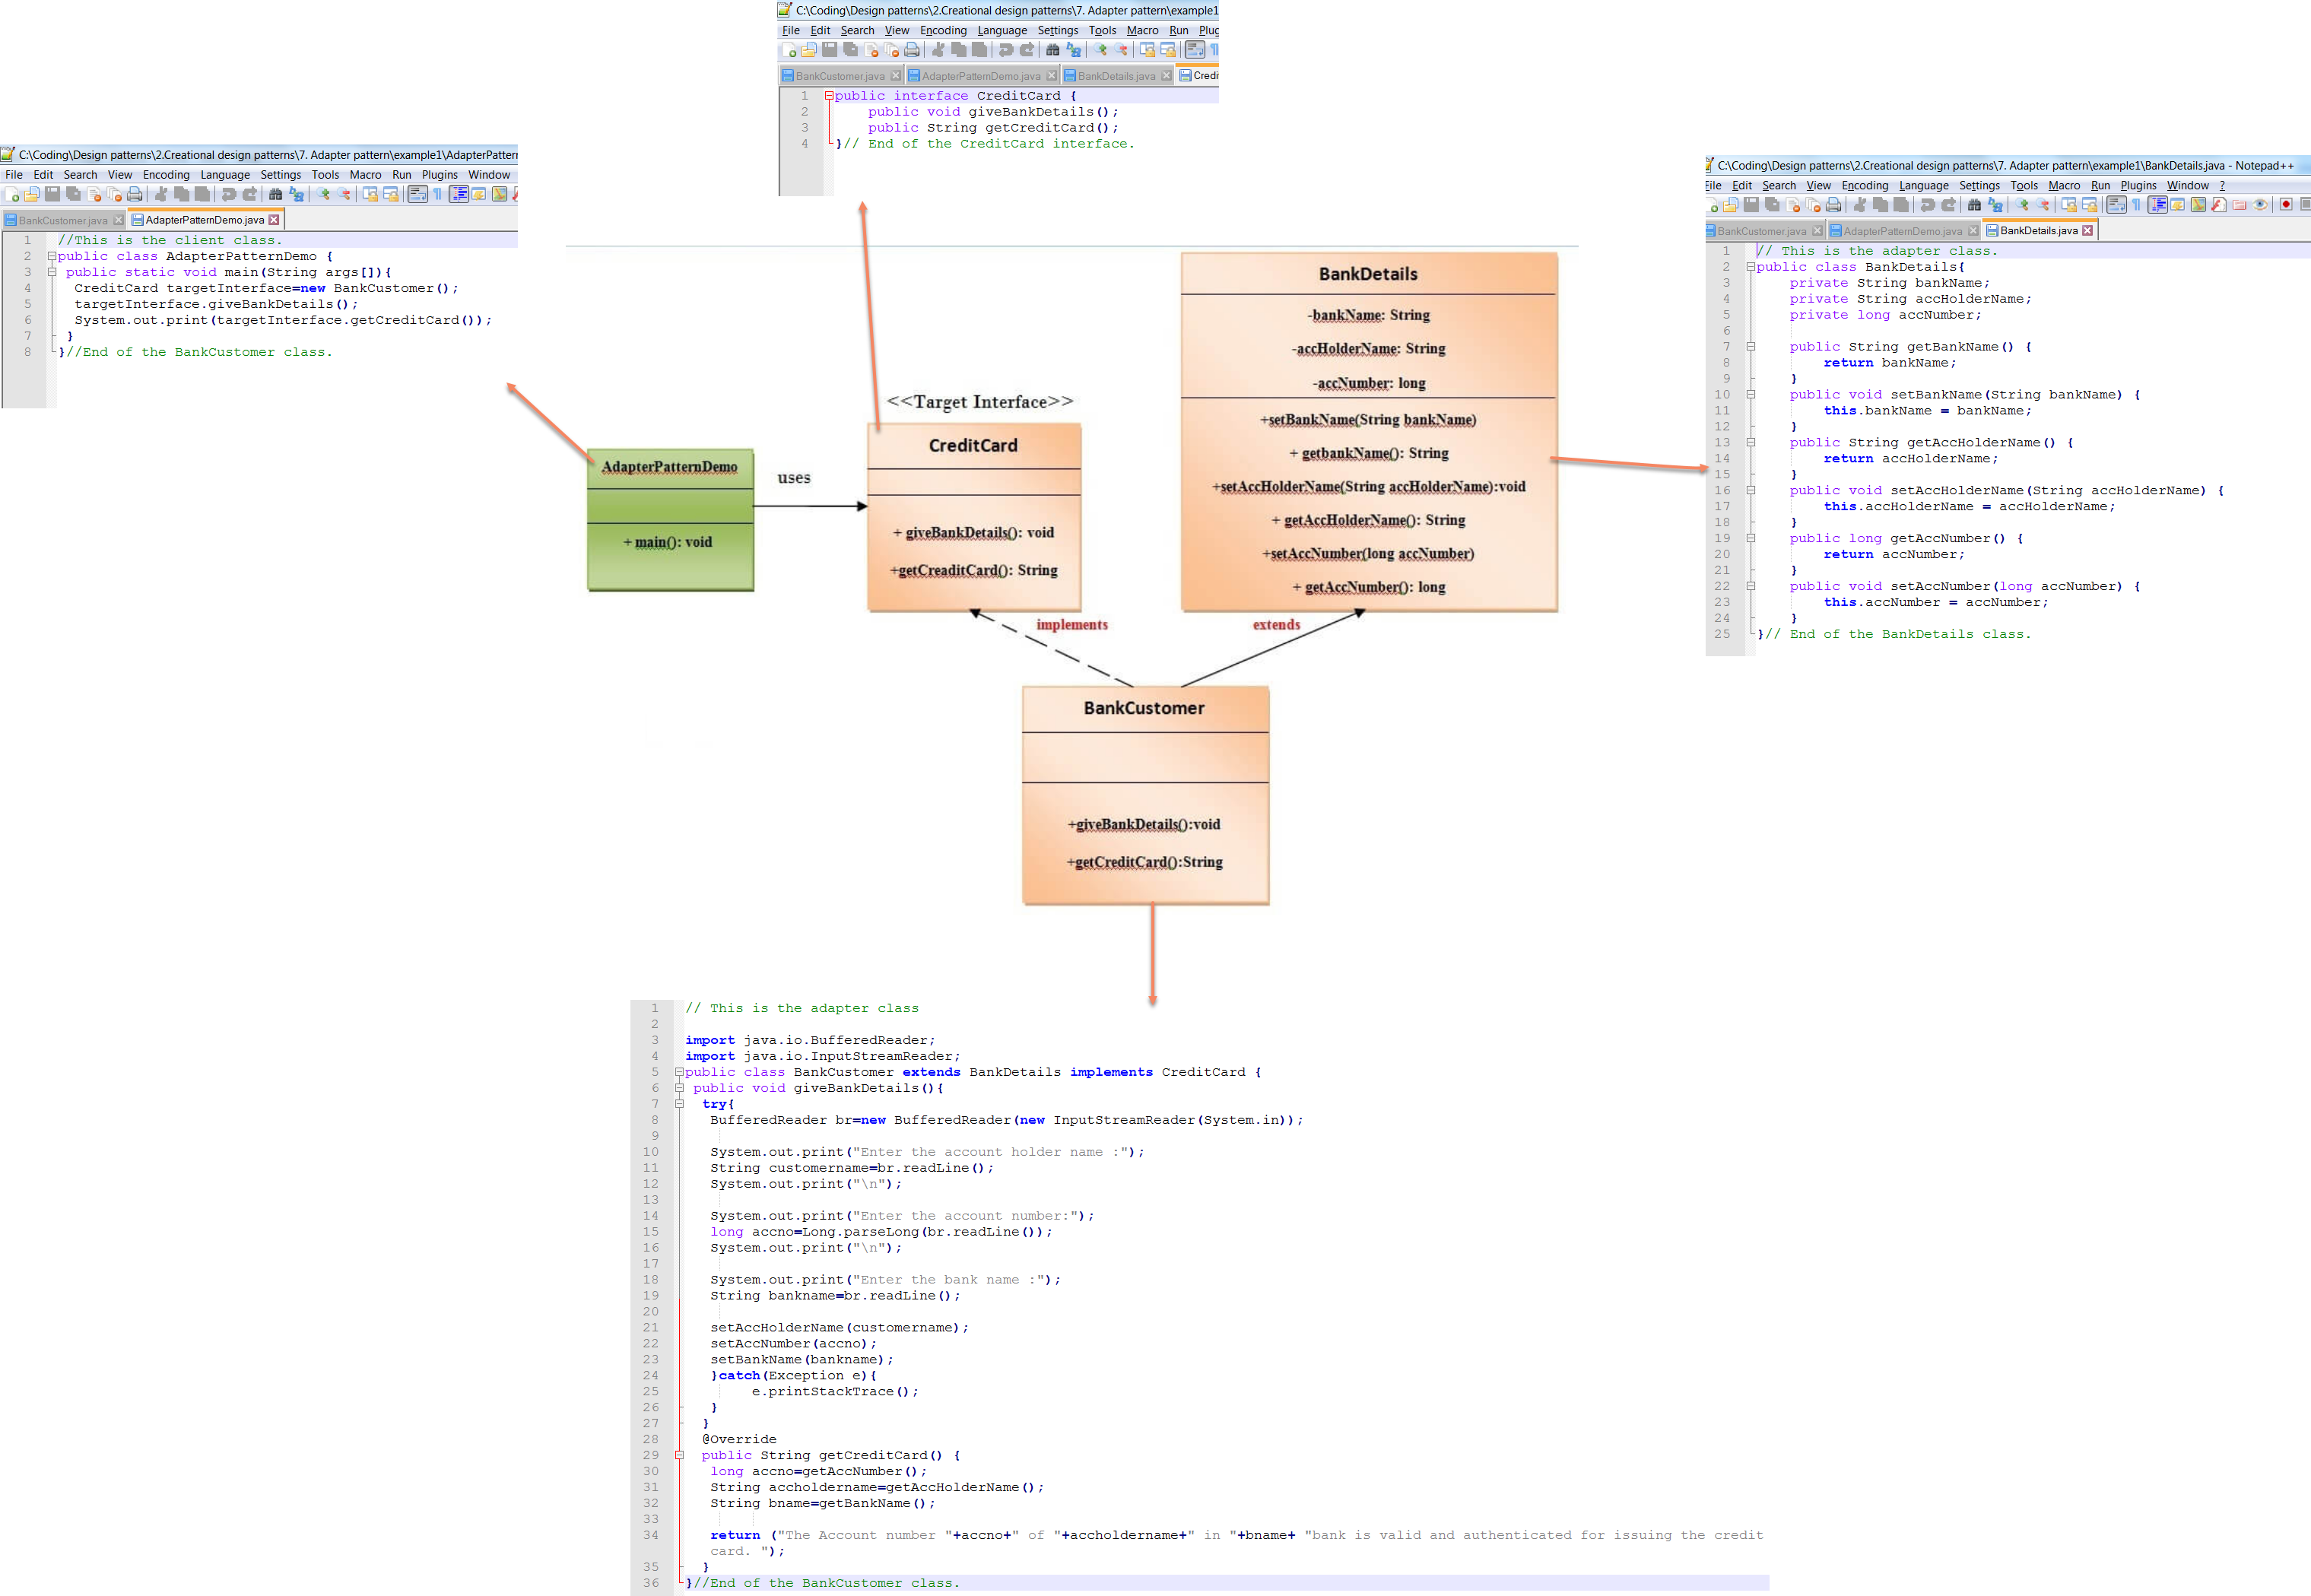 C:\Coding\Design patterns\2.Creational design patterns\7. Adapter pattern\example1
File Edit Search View Encoding Language Settings Tools Macro Run Plug
BankCustomer.java AdapterPatternDemo.java BankDetails.java Credi
1 public interface CreditCard {
2 public void giveBankDetails();
3 public String getCreditCard();
4 }// End of the CreditCard interface.
C:\Coding\Design patterns\2.Creational design patterns\7. Adapter pattern\example1\AdapterPattern
File Edit Search View Encoding Language Settings Tools Macro Run Plugins Window
BankCustomer.java AdapterPatternDemo.java
1 //This is the client class.
2 public class AdapterPatternDemo {
3 public static void main(String args[]){
4 CreditCard targetInterface=new BankCustomer();
5 targetInterface.giveBankDetails();
6 System.out.print(targetInterface.getCreditCard());
7 }
8 }//End of the BankCustomer class.
AdapterPatternDemo
+ main(): void
uses
<<Target Interface>>
CreditCard
+ giveBankDetails(): void
+getCreaditCard(): String
BankDetails
-bankName: String
-accHolderName: String
-accNumber: long
+setBankName(String bankName)
+ getbankName(): String
+setAccHolderName(String accHolderName):void
+ getAccHolderName(): String
+setAccNumber(long accNumber)
+ getAccNumber(): long
implements
extends
BankCustomer
+giveBankDetails():void
+getCreditCard():String
C:\Coding\Design patterns\2.Creational design patterns\7. Adapter pattern\example1\BankDetails.java - Notepad++
File Edit Search View Encoding Language Settings Tools Macro Run Plugins Window ?
BankCustomer.java AdapterPatternDemo.java BankDetails.java
1 // This is the adapter class.
2 public class BankDetails{
3 private String bankName;
4 private String accHolderName;
5 private long accNumber;
6
7 public String getBankName() {
8 return bankName;
9 }
10 public void setBankName(String bankName) {
11 this.bankName = bankName;
12 }
13 public String getAccHolderName() {
14 return accHolderName;
15 }
16 public void setAccHolderName(String accHolderName) {
17 this.accHolderName = accHolderName;
18 }
19 public long getAccNumber() {
20 return accNumber;
21 }
22 public void setAccNumber(long accNumber) {
23 this.accNumber = accNumber;
24 }
25 }// End of the BankDetails class.
1 // This is the adapter class
2
3 import java.io.BufferedReader;
4 import java.io.InputStreamReader;
5 public class BankCustomer extends BankDetails implements CreditCard {
6 public void giveBankDetails(){
7 try{
8 BufferedReader br=new BufferedReader(new InputStreamReader(System.in));
9
10 System.out.print("Enter the account holder name :");
11 String customername=br.readLine();
12 System.out.print("\n");
13
14 System.out.print("Enter the account number:");
15 long accno=Long.parseLong(br.readLine());
16 System.out.print("\n");
17
18 System.out.print("Enter the bank name :");
19 String bankname=br.readLine();
20
21 setAccHolderName(customername);
22 setAccNumber(accno);
23 setBankName(bankname);
24 }catch(Exception e){
25 e.printStackTrace();
26 }
27 }
28 @Override
29 public String getCreditCard() {
30 long accno=getAccNumber();
31 String accholdername=getAccHolderName();
32 String bname=getBankName();
33
34 return ("The Account number "+accno+" of "+accholdername+" in "+bname+ "bank is valid and authenticated for issuing the credit
card. ");
35 }
36 }//End of the BankCustomer class.